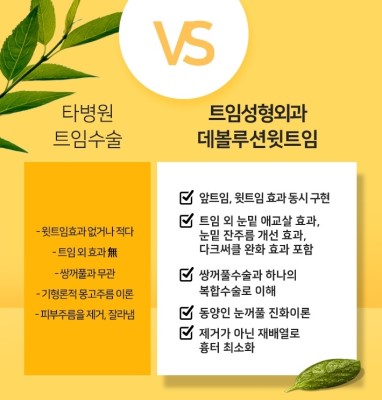 VS
타병원
트임수술
트임성형외과
데볼루션윗트임
- 윗트임효과 없거나 적다
- 트임 외 효과 無
- 쌍꺼풀과 무관
- 기형론적 몽고주름 이론
- 피부주름을 제거, 잘라냄
앞트임, 윗트임 효과 동시 구현
트임 외 눈밑 애교살 효과,
눈밑 잔주름 개선 효과,
다크써클 완화 효과 포함
쌍꺼풀수술과 하나의
복합수술로 이해
동양인 눈꺼풀 진화이론
제거가 아닌 재배열로
흉터 최소화